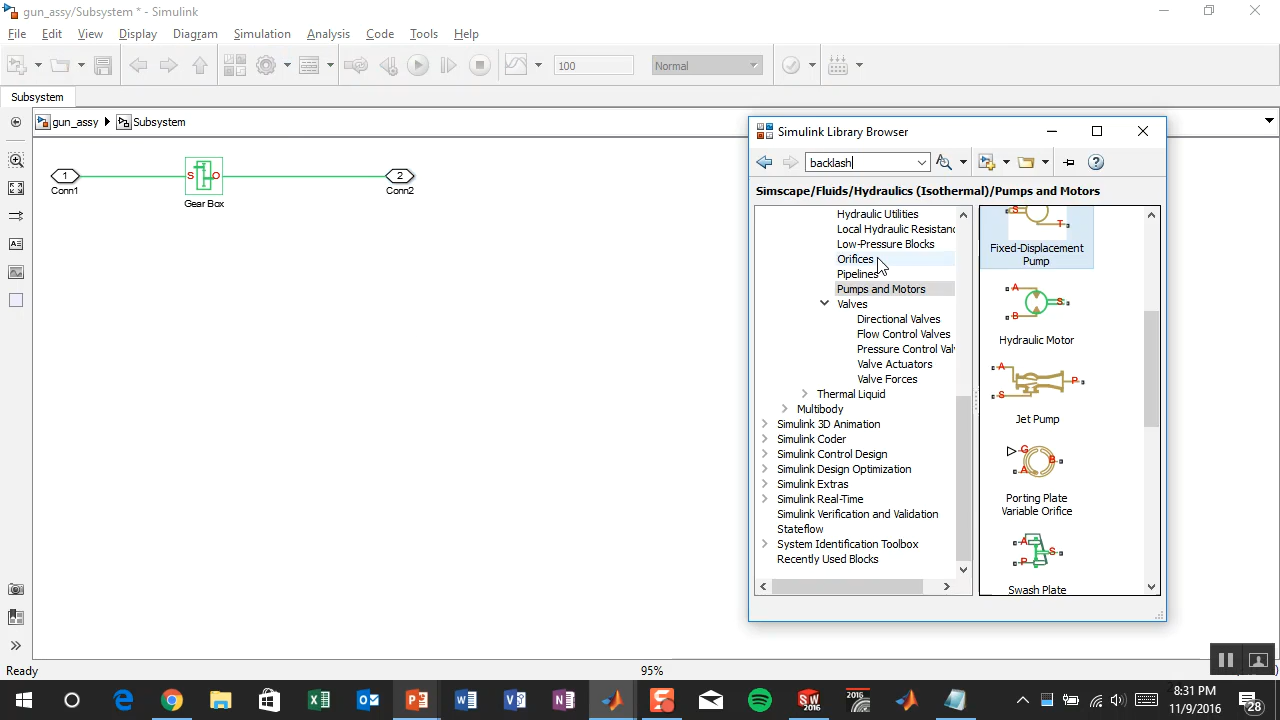 gun_assy/Subsystem * - Simulink
File Edit View Display Diagram Simulation Analysis Code Tools Help
100 Normal
Subsystem
gun_assy Subsystem
1
Conn1
S O
Gear Box
2
Conn2
Simulink Library Browser
backlash
Simscape/Fluids/Hydraulics (Isothermal)/Pumps and Motors
Hydraulic Utilities
Local Hydraulic Resistanc
Low-Pressure Blocks
Orifices
Pipelines
Pumps and Motors
Valves
Directional Valves
Flow Control Valves
Pressure Control Val
Valve Actuators
Valve Forces
Thermal Liquid
Multibody
Simulink 3D Animation
Simulink Coder
Simulink Control Design
Simulink Design Optimization
Simulink Extras
Simulink Real-Time
Simulink Verification and Validation
Stateflow
System Identification Toolbox
Recently Used Blocks
S
T
Fixed-Displacement
Pump
A
S
B
Hydraulic Motor
A
P
S
Jet Pump
G
B
A
Porting Plate
Variable Orifice
A
S
P
Swash Plate
Ready
95%
8:31 PM
11/9/2016
28